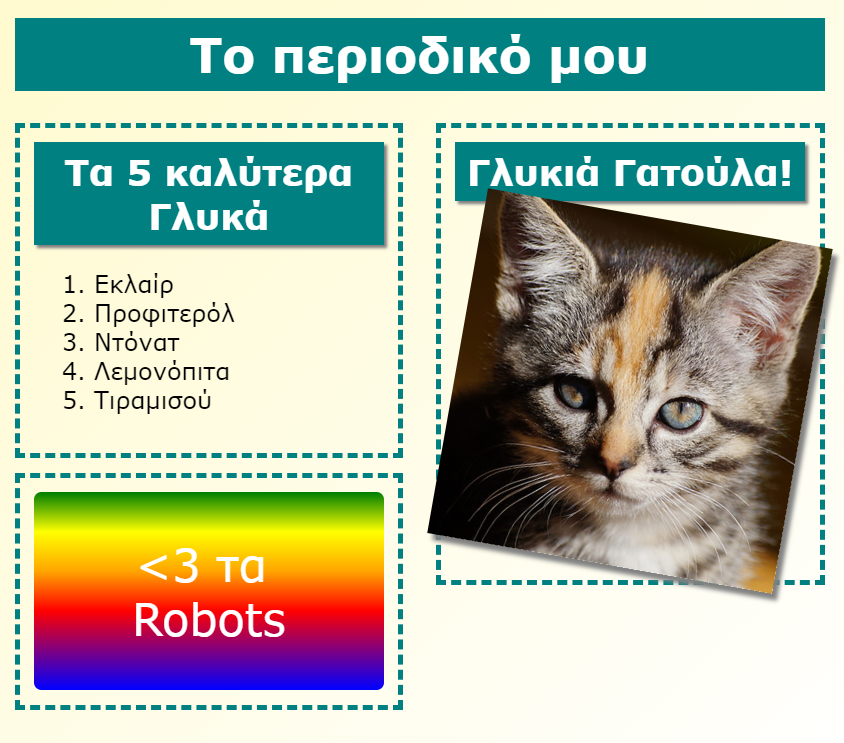 Το περιοδικό μου
Τα 5 καλύτερα
Γλυκά
1. Εκλαίρ
2. Προφιτερόλ
3. Ντόνατ
4. Λεμονόπιτα
5. Τιραμισού
<3 τα
Robots
Γλυκιά Γατούλα!